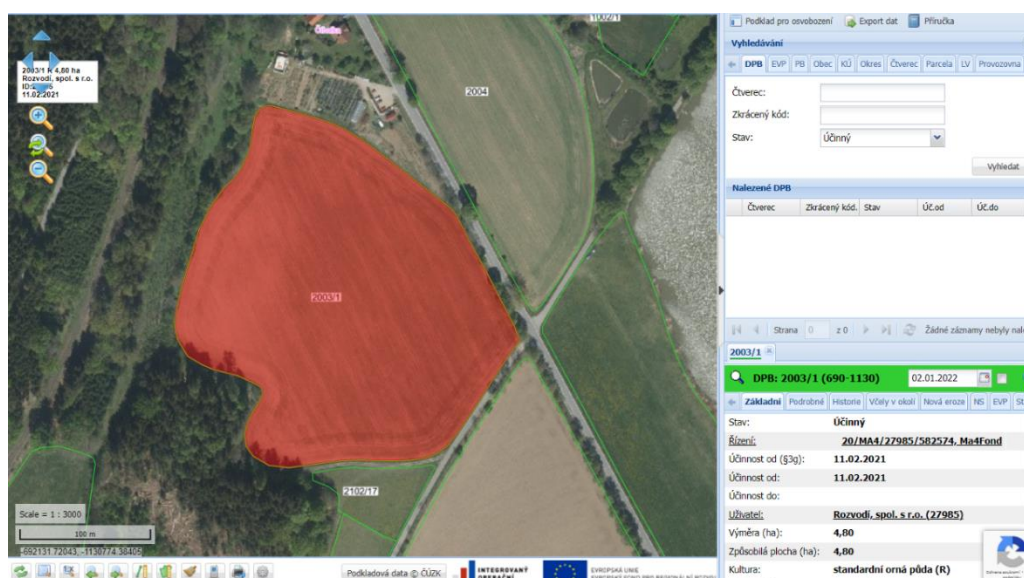 Podklad pro osvobození Export dat Příručka
Vyhledávání
DPB EVP PB Obec KÚ Okres Čtverec Parcela LV Provozovna
Čtverec:
Zkrácený kód:
Stav: Účinný
Vyhledat
Nalezené DPB
Čtverec Zkrácený kód. Stav Úč.od Úč.do
Strana 0 z 0 Žádné záznamy nebyly
2003/1
DPB: 2003/1 (690-1130) 02.01.2022
Základní Podrobné Historie Včely v okolí Nová eroze NS EVP
Stav: Účinný
Řízení: 20/MA4/27985/582574, Ma4Fond
Účinnost od (§3g): 11.02.2021
Účinnost od: 11.02.2021
Účinnost do:
Uživatel: Rozvodí, spol. s r.o. (27985)
Výměra (ha): 4,80
Způsobilá plocha (ha): 4,80
Kultura: standardní orná půda (R)
1002/1
2003/1 R 4,80 ha
Rozvodí, spol. s r.o.
11.02.2021
2004
2003/1
2102/17
Scale = 1 : 3000
100 m
-692131.72043, -1130774.38405
Podkladová data © ČÚZK
INTEGROVANÝ
OPERAČNÍ
EVROPSKÁ UNIE